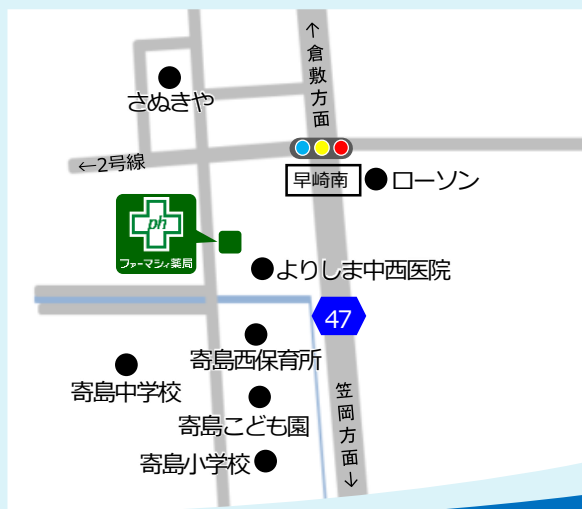 ↑倉敷方面
さぬきや
←2号線
早崎南
ローソン
ph
ファーマシィ薬局
よりしま中西医院
47
寄島西保育所
寄島中学校
寄島こども園
笠岡方面↓
寄島小学校